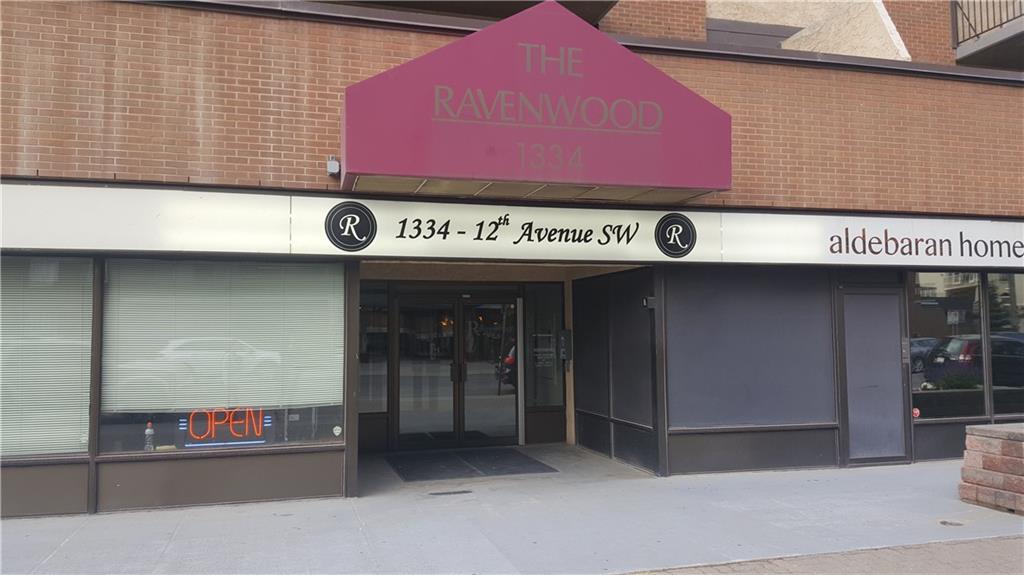 THE
RAVENWOOD
1334
R 1334 - 12th Avenue SW R
aldebaran home
OPEN